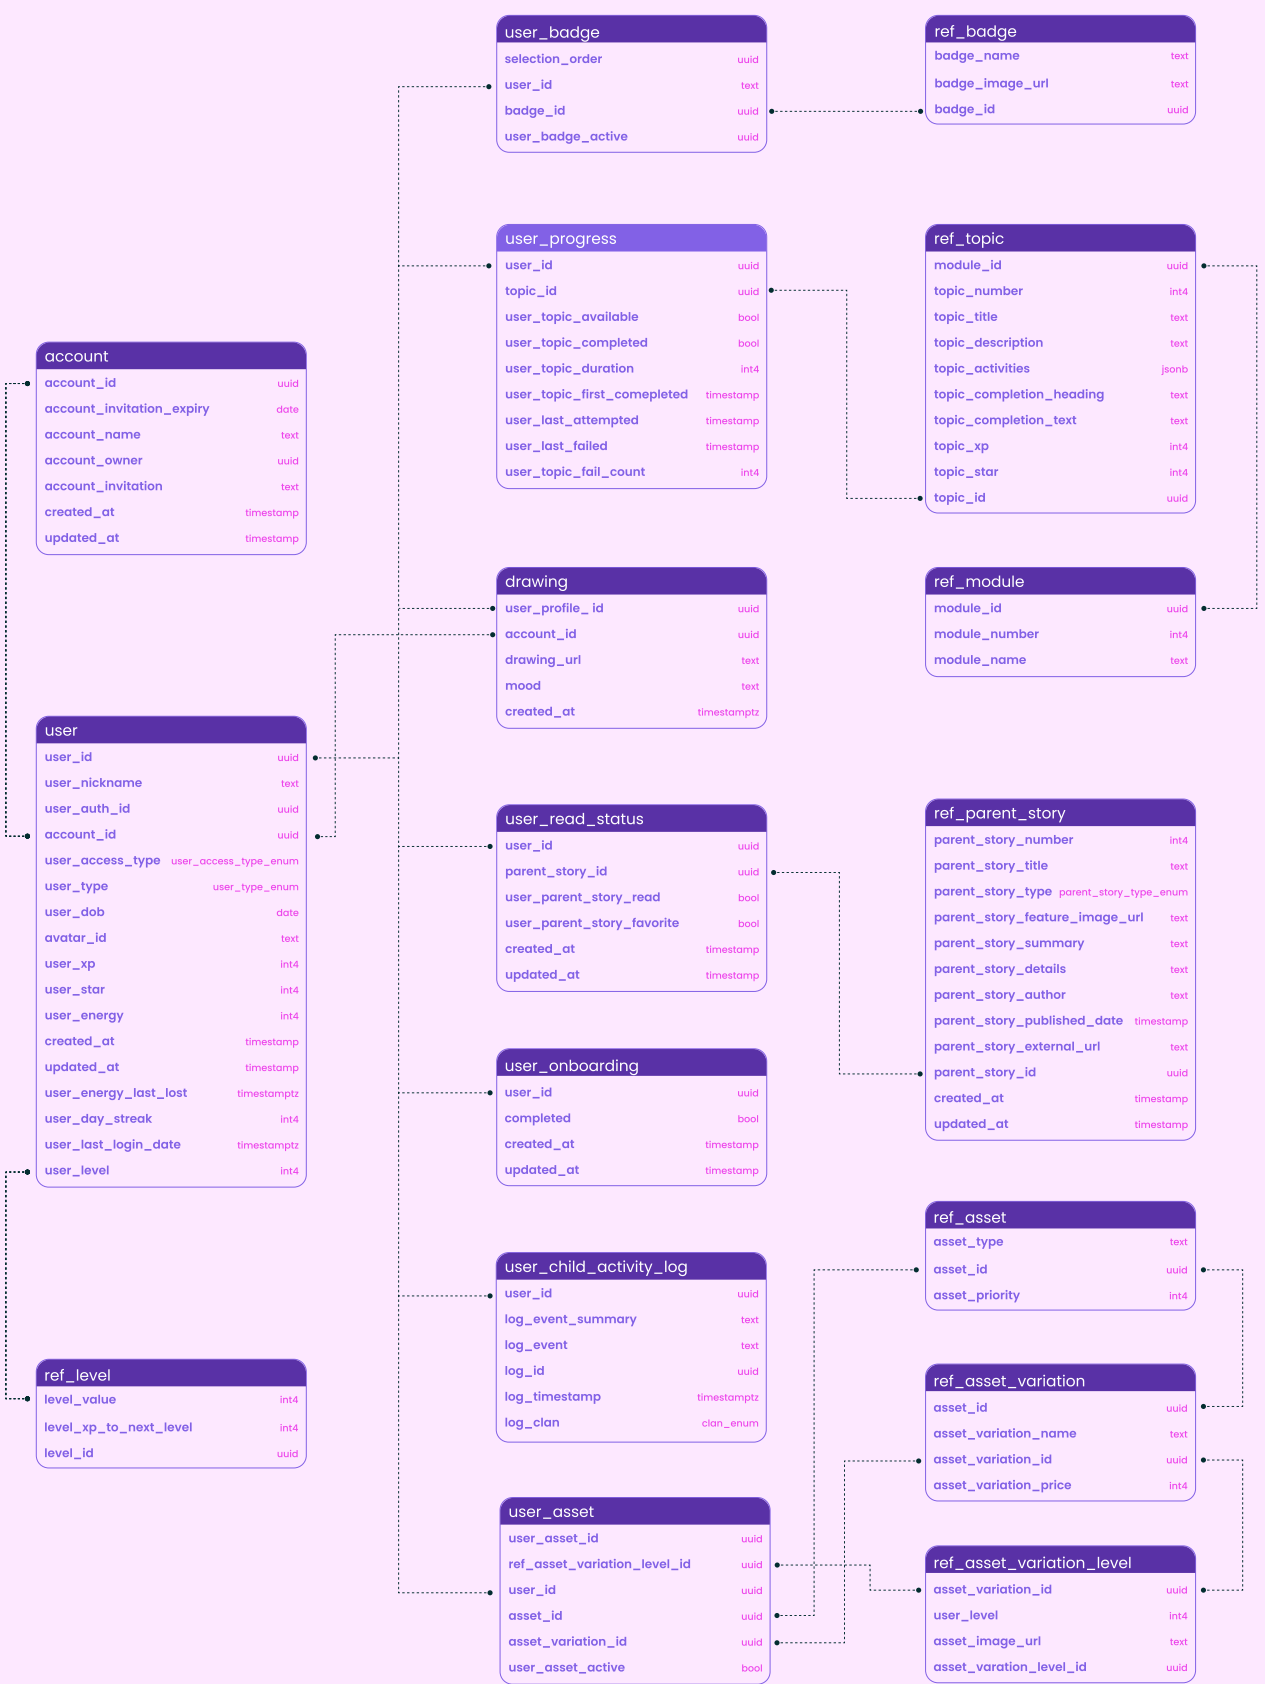 user_badge
selection_order uuid
user_id text
badge_id uuid
user_badge_active uuid
ref_badge
badge_name text
badge_image_url text
badge_id uuid
user_progress
user_id uuid
topic_id uuid
user_topic_available bool
user_topic_completed bool
user_topic_duration int4
user_topic_first_comepleted timestamp
user_last_attempted timestamp
user_last_failed timestamp
user_topic_fail_count int4
ref_topic
module_id uuid
topic_number int4
topic_title text
topic_description text
topic_activities jsonb
topic_completion_heading text
topic_completion_text text
topic_xp int4
topic_star int4
topic_id uuid
account
account_id uuid
account_invitation_expiry date
account_name text
account_owner uuid
account_invitation text
created_at timestamp
updated_at timestamp
drawing
user_profile_ id uuid
account_id uuid
drawing_url text
mood text
created_at timestamptz
ref_module
module_id uuid
module_number int4
module_name text
user
user_id uuid
user_nickname text
user_auth_id uuid
account_id uuid
user_access_type user_access_type_enum
user_type user_type_enum
user_dob date
avatar_id text
user_xp int4
user_star int4
user_energy int4
created_at timestamp
updated_at timestamp
user_energy_last_lost timestamptz
user_day_streak int4
user_last_login_date timestamptz
user_level int4
user_read_status
user_id uuid
parent_story_id uuid
user_parent_story_read bool
user_parent_story_favorite bool
created_at timestamp
updated_at timestamp
ref_parent_story
parent_story_number int4
parent_story_title text
parent_story_type parent_story_type_enum
parent_story_feature_image_url text
parent_story_summary text
parent_story_details text
parent_story_author text
parent_story_published_date timestamp
parent_story_external_url text
parent_story_id uuid
created_at timestamp
updated_at timestamp
user_onboarding
user_id uuid
completed bool
created_at timestamp
updated_at timestamp
ref_asset
asset_type text
asset_id uuid
asset_priority int4
user_child_activity_log
user_id uuid
log_event_summary text
log_event text
log_id uuid
log_timestamp timestamptz
log_clan clan_enum
ref_level
level_value int4
level_xp_to_next_level int4
level_id uuid
ref_asset_variation
asset_id uuid
asset_variation_name text
asset_variation_id uuid
asset_variation_price int4
user_asset
user_asset_id uuid
ref_asset_variation_level_id uuid
user_id uuid
asset_id uuid
asset_variation_id uuid
user_asset_active bool
ref_asset_variation_level
asset_variation_id uuid
user_level int4
asset_image_url text
asset_varation_level_id uuid